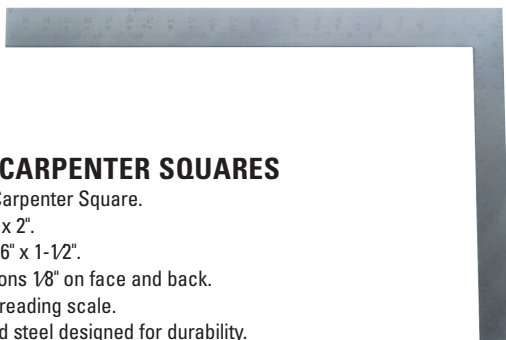 CARPENTER SQUARES
Carpenter Square.
x 2".
6" x 1-1/2".
ons 1/8" on face and back.
reading scale.
d steel designed for durability.